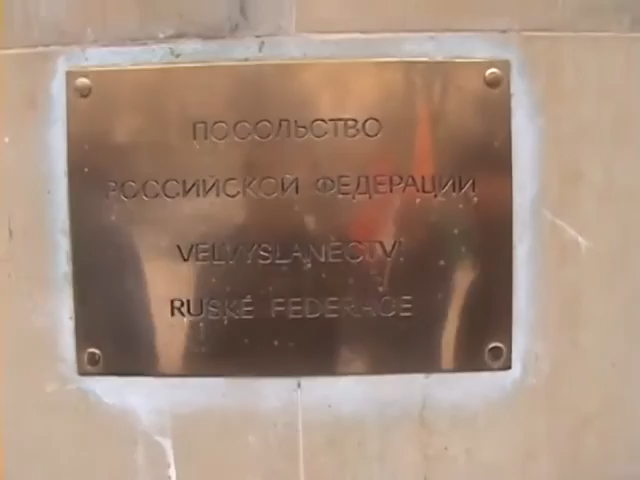 ПОСОЛЬСТВО
РОССИЙСКОЙ ФЕДЕРАЦИИ
VELVYSLANECTVÍ
RUSKÉ FEDERACE